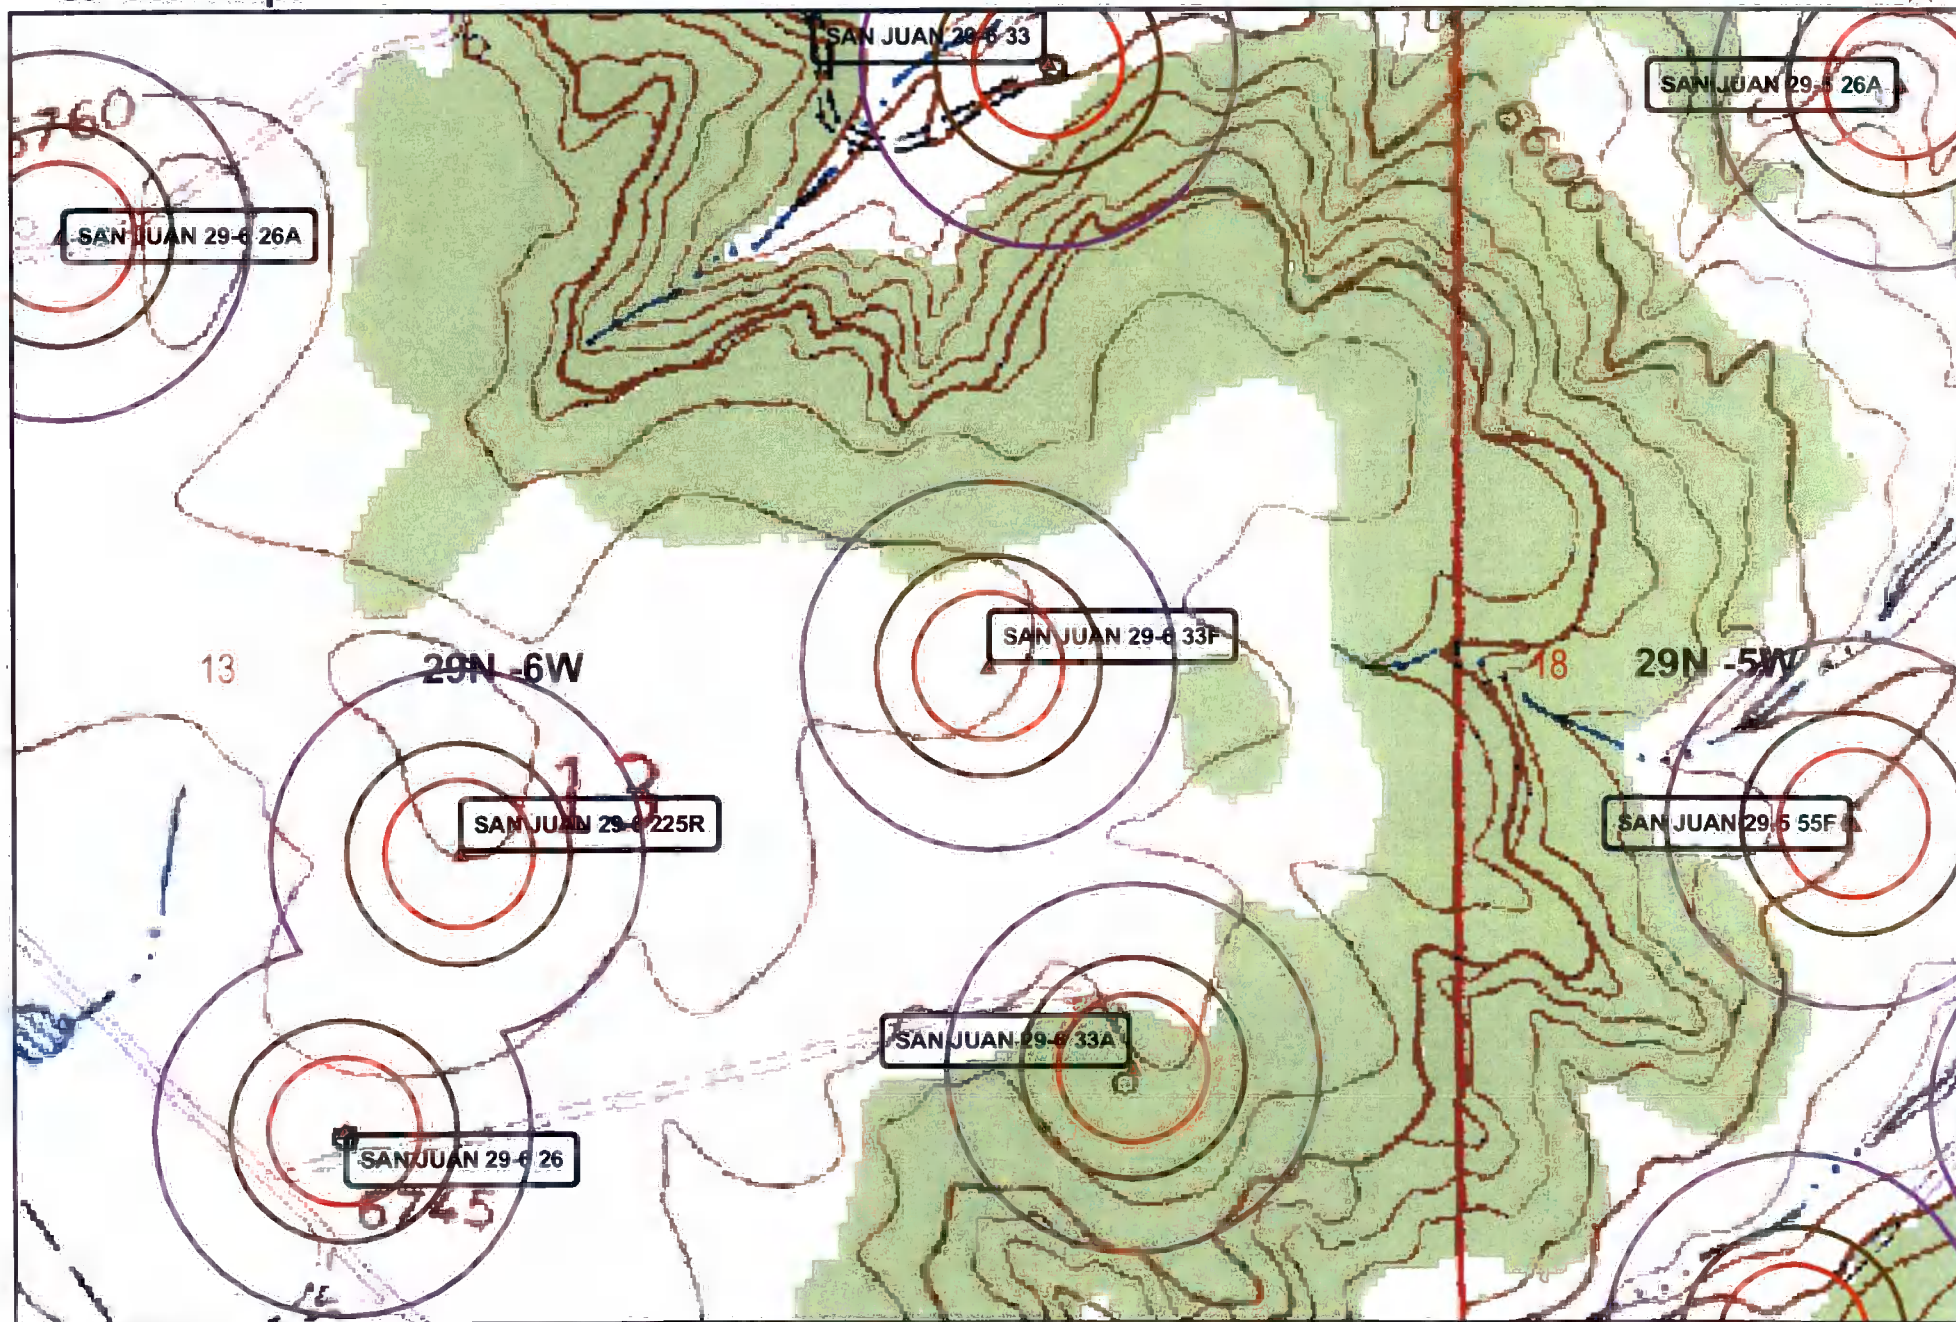 SAN JUAN 29-6 33
SAN JUAN 29-5 26A
5760
SAN JUAN 29-6 26A
SAN JUAN 29-6 33F
13
29N -6W
18
29N -5W
13
SAN JUAN 29-6 225R
SAN JUAN 29-5 55F
SAN JUAN 29-6 33A
SAN JUAN 29-6 26
6745